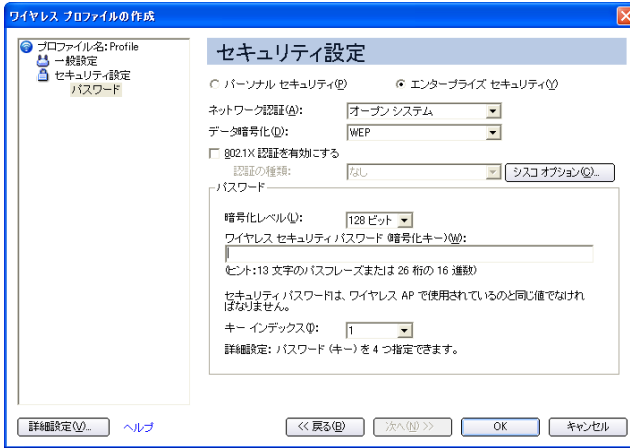 ワイヤレス プロファイルの作成
プロファイル名: Profile
一般設定
セキュリティ設定
パスワード
セキュリティ設定
パーソナル セキュリティ(P)
エンタープライズ セキュリティ(Y)
ネットワーク認証(A): オープン システム
データ暗号化(D): WEP
802.1X 認証を有効にする
認証の種類: なし シスコ オプション(C)...
パスワード
暗号化レベル(L): 128 ビット
ワイヤレス セキュリティ パスワード (暗号化キー)(W):
(ヒント:13 文字のパスフレーズまたは 26 桁の 16 進数)
セキュリティ パスワードは、ワイヤレス AP で使用されているのと同じ値でなけれ
ばなりません。
キー インデックス(I): 1
詳細設定: パスワード (キー) を 4 つ指定できます。
詳細設定(V)... ヘルプ << 戻る(B) 次へ(N) >> OK キャンセル